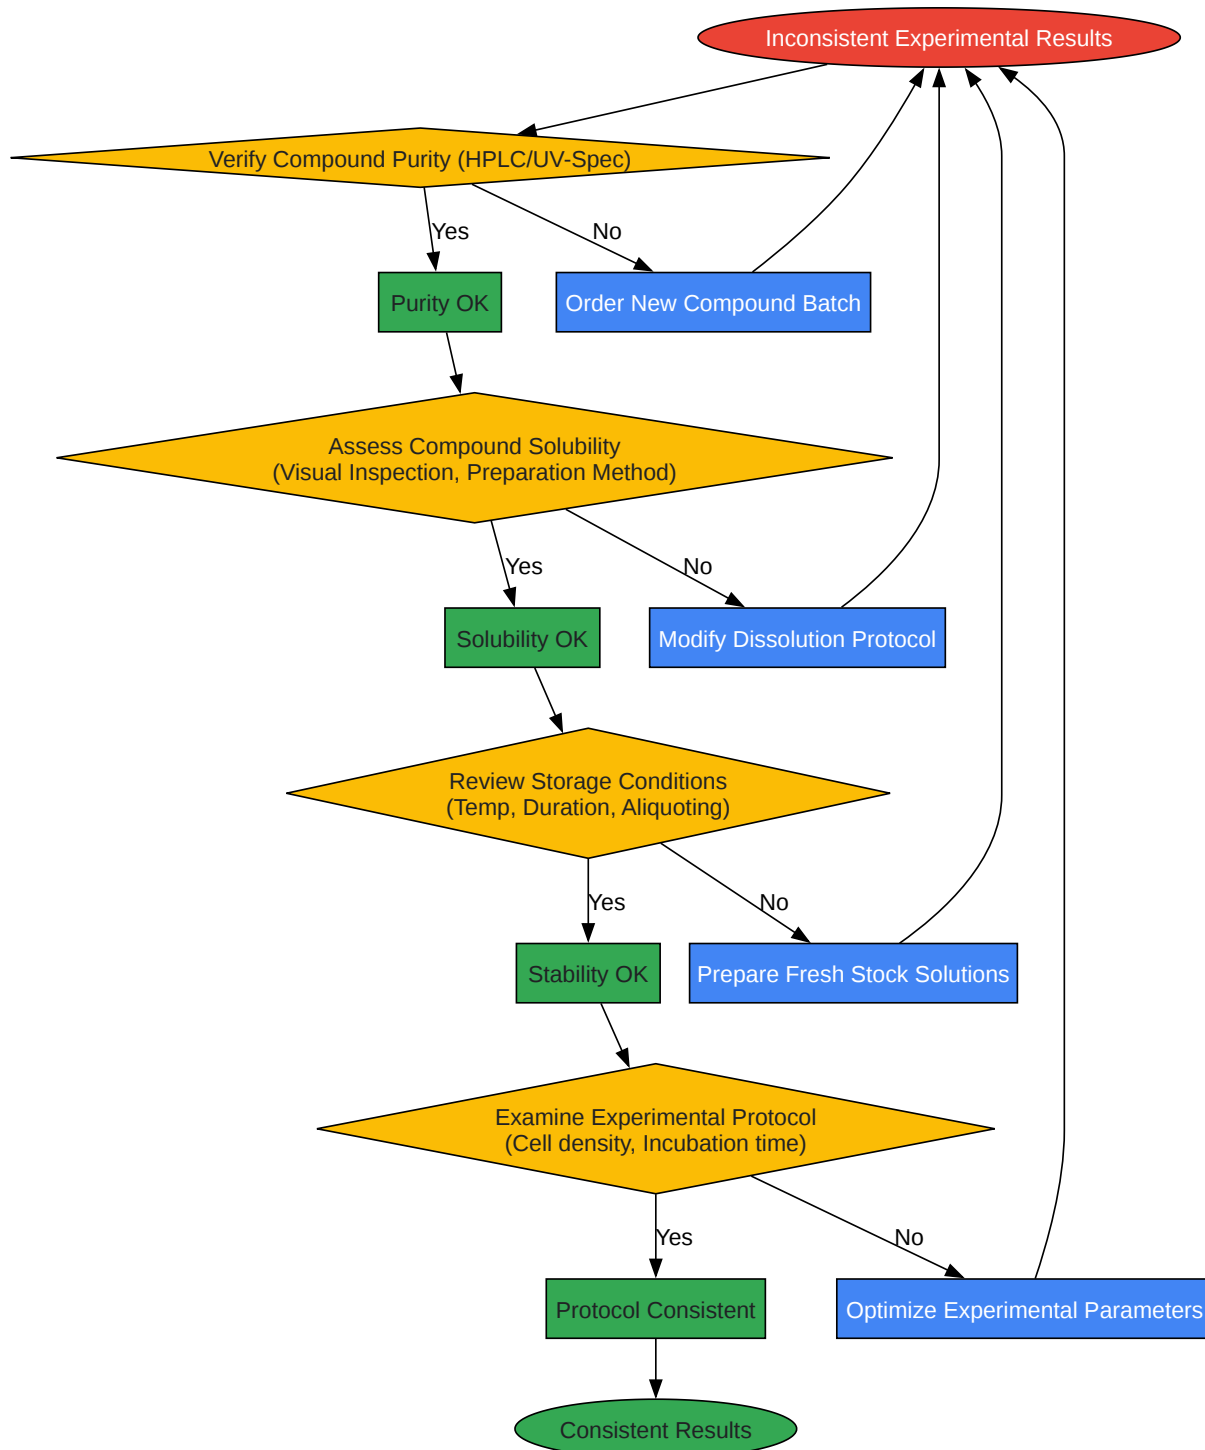 Inconsistent Experimental Results
Verify Compound Purity (HPLC/UV-Spec)
Yes
No
Purity OK
Order New Compound Batch
Assess Compound Solubility
(Visual Inspection, Preparation Method)
Yes
No
Solubility OK
Modify Dissolution Protocol
Review Storage Conditions
(Temp, Duration, Aliquoting)
Yes
No
Stability OK
Prepare Fresh Stock Solutions
Examine Experimental Protocol
(Cell density, Incubation time)
Yes
No
Protocol Consistent
Optimize Experimental Parameters
Consistent Results